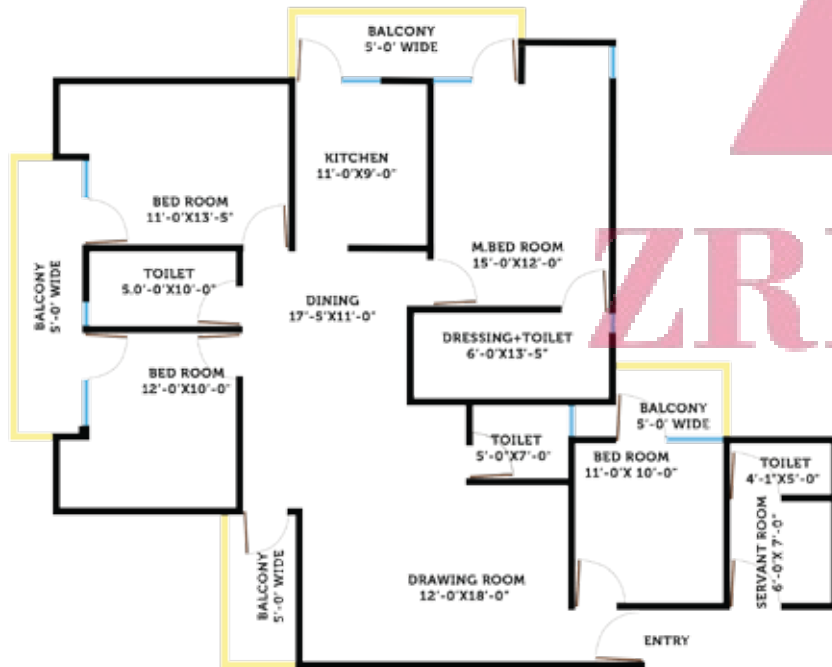 BALCONY
5'-0' WIDE
KITCHEN
11'-0'X9'-0"
BED ROOM
11'-0'X13'-5"
M.BED ROOM
15'-0'X12'-0"
BALCONY
5'-0' WIDE
TOILET
5.0'-0'X10'-0"
DINING
17'-5'X11'-0"
DRESSING+TOILET
6'-0'X13'-5"
BED ROOM
12'-0'X10'-0"
BALCONY
5'-0' WIDE
TOILET
5'-0'X7'-0"
BED ROOM
11'-0'X 10'-0"
TOILET
4'-1"X5'-0"
SERVANT ROOM
6'-0'X 7'-0"
BALCONY
5'-0' WIDE
DRAWING ROOM
12'-0'X18'-0"
ENTRY